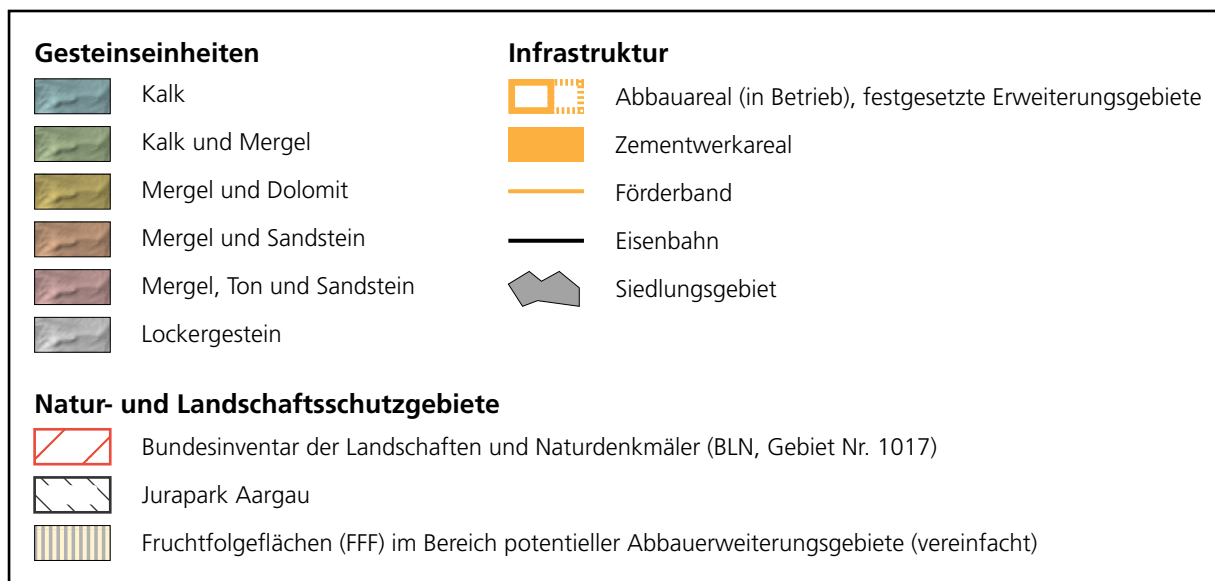 Gesteinseinheiten
Kalk
Kalk und Mergel
Mergel und Dolomit
Mergel und Sandstein
Mergel, Ton und Sandstein
Lockergestein
Infrastruktur
Abbauareal (in Betrieb), festgesetzte Erweiterungsgebiete
Zementwerkareal
Förderband
Eisenbahn
Siedlungsgebiet
Natur- und Landschaftsschutzgebiete
Bundesinventar der Landschaften und Naturdenkmäler (BLN, Gebiet Nr. 1017)
Jurapark Aargau
Fruchtfolgeflächen (FFF) im Bereich potentieller Abbauerweiterungsgebiete (vereinfacht)